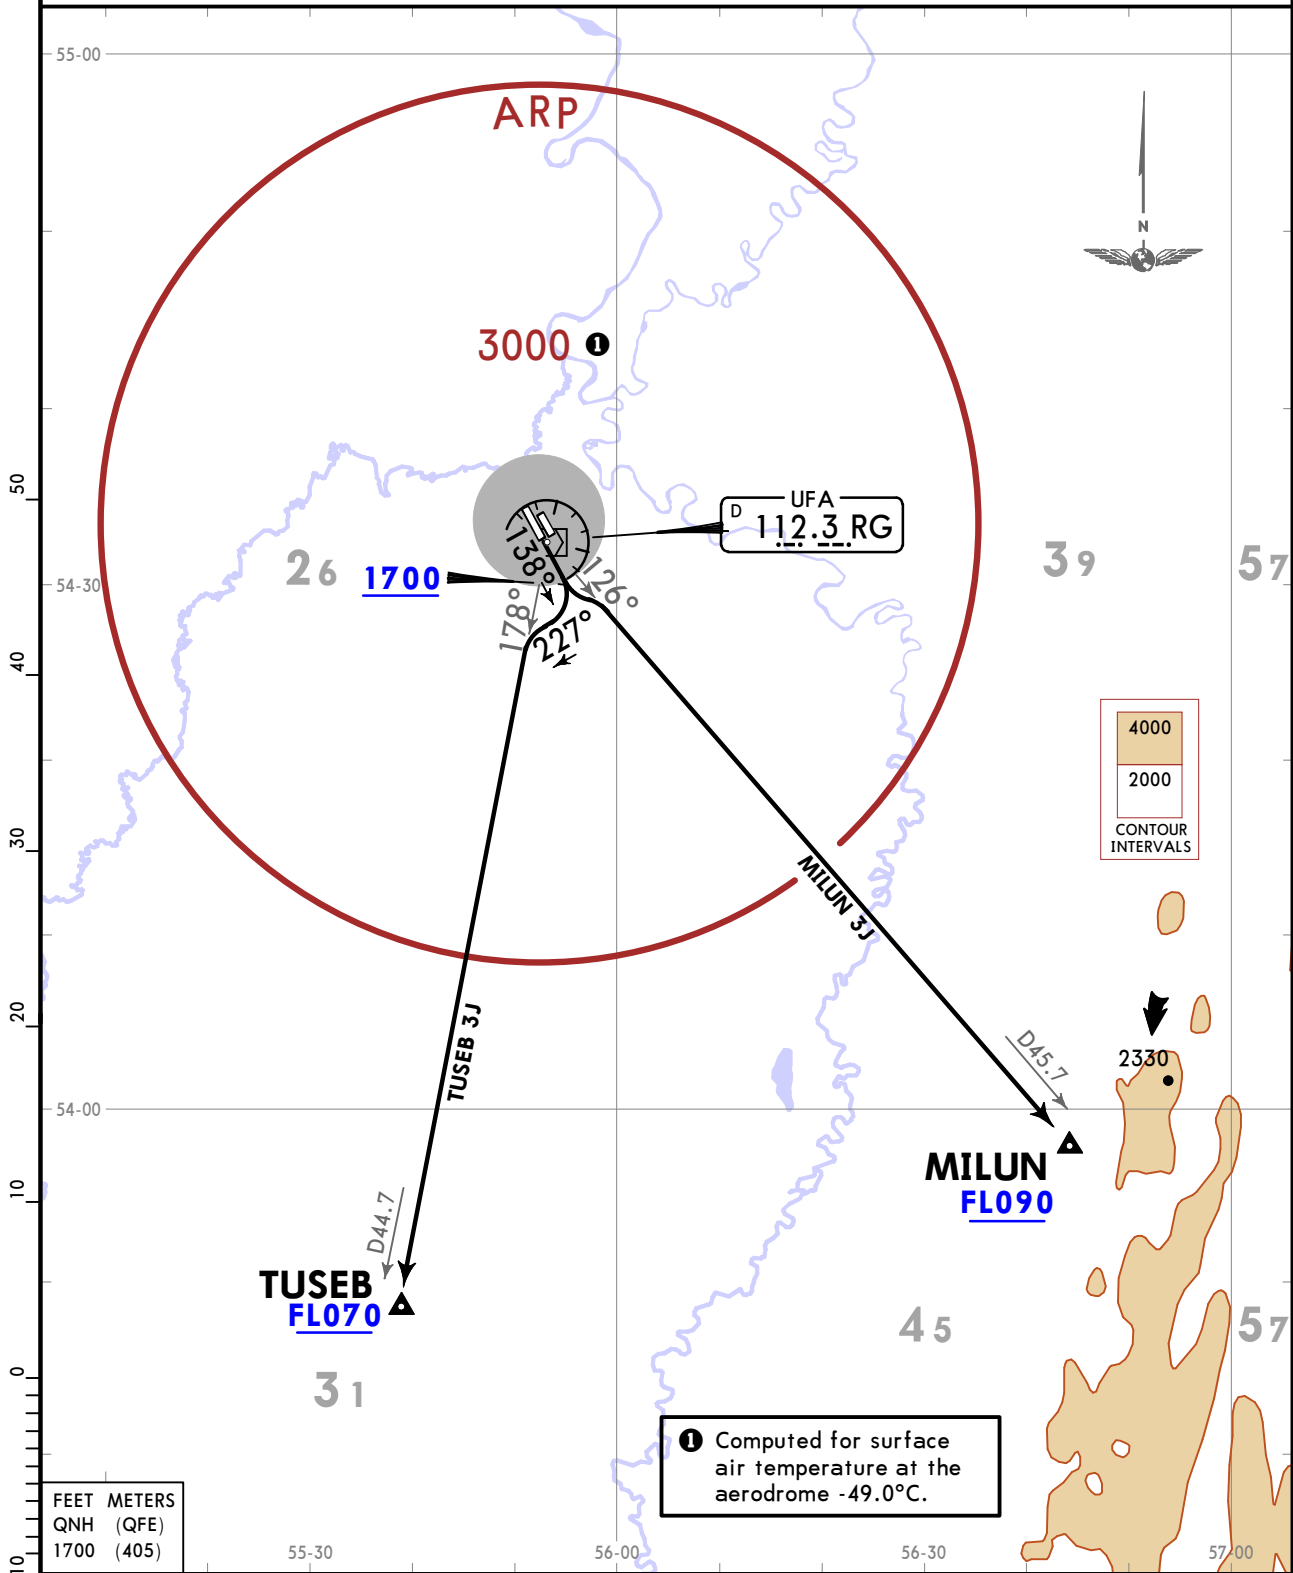 55-00
ARP
N
3000 ❶
UFA
D 112.3 RG
50
26
1700
138°
126°
178°
227°
39
57
54-30
40
4000
2000
CONTOUR
INTERVALS
30
MILUN 3J
20
TUSEB 3J
D45.7
2330
54-00
MILUN
FL090
10
D44.7
TUSEB
FL070
45
57
31
0
❶ Computed for surface
air temperature at the
aerodrome -49.0°C.
FEET METERS
QNH (QFE)
1700 (405)
10
55-30
56-00
56-30
57-00